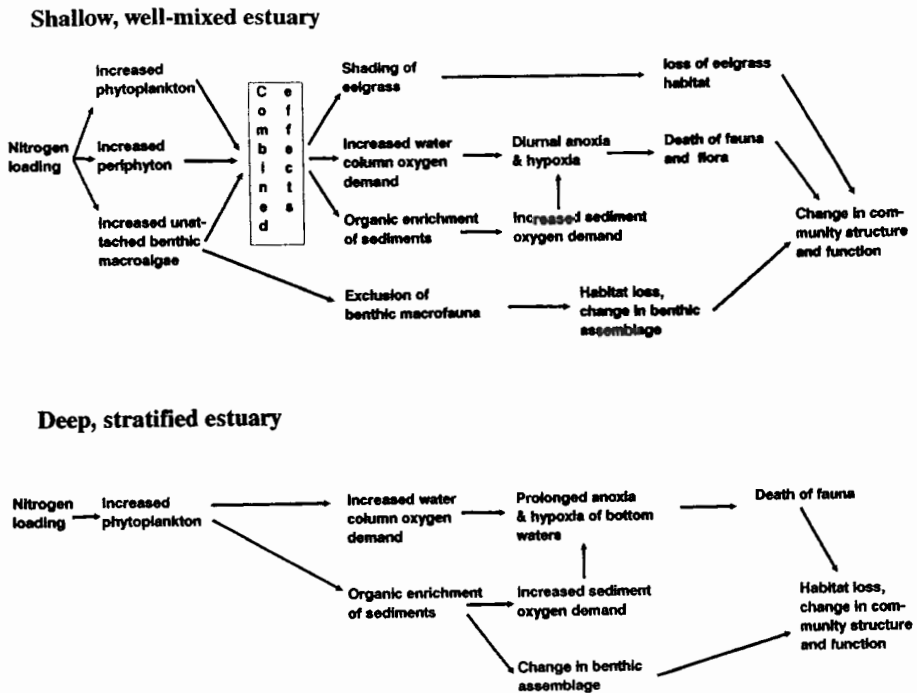 Shallow, well-mixed estuary
Increased
phytoplankton
Nitrogen
loading
Increased
periphyton
Increased unat-
tached benthic
macroalgae
Combined
effects
Shading of
eelgrass
loss of eelgrass
habitat
Increased water
column oxygen
demand
Diurnal anoxia
& hypoxia
Death of fauna
and flora
Organic enrichment
of sediments
Increased sediment
oxygen demand
Change in com-
munity structure
and function
Exclusion of
benthic macrofauna
Habitat loss,
change in benthic
assemblage
Deep, stratified estuary
Nitrogen
loading
Increased
phytoplankton
Increased water
column oxygen
demand
Prolonged anoxia
& hypoxia of bottom
waters
Death of fauna
Organic enrichment
of sediments
Increased sediment
oxygen demand
Habitat loss,
change in com-
munity structure
and function
Change in benthic
assemblage